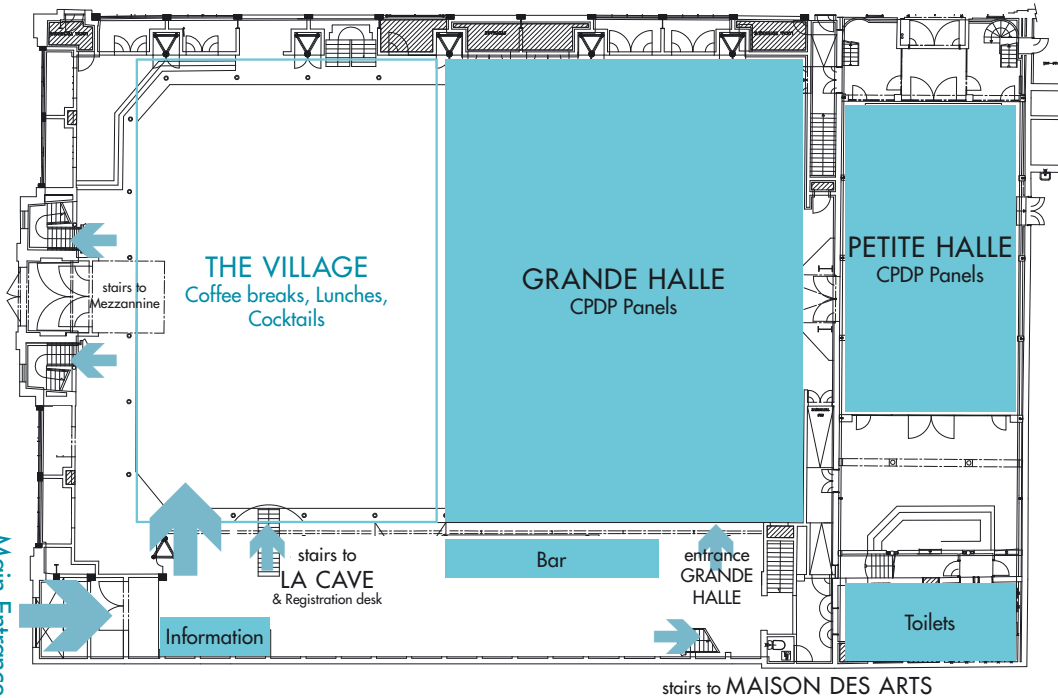 THE VILLAGE
Coffee breaks, Lunches,
Cocktails
stairs to
Mezzannine
GRANDE HALLE
CPDP Panels
PETITE HALLE
CPDP Panels
stairs to
LA CAVE
& Registration desk
Bar
entrance
GRANDE
HALLE
Main Entrance
Information
Toilets
stairs to MAISON DES ARTS